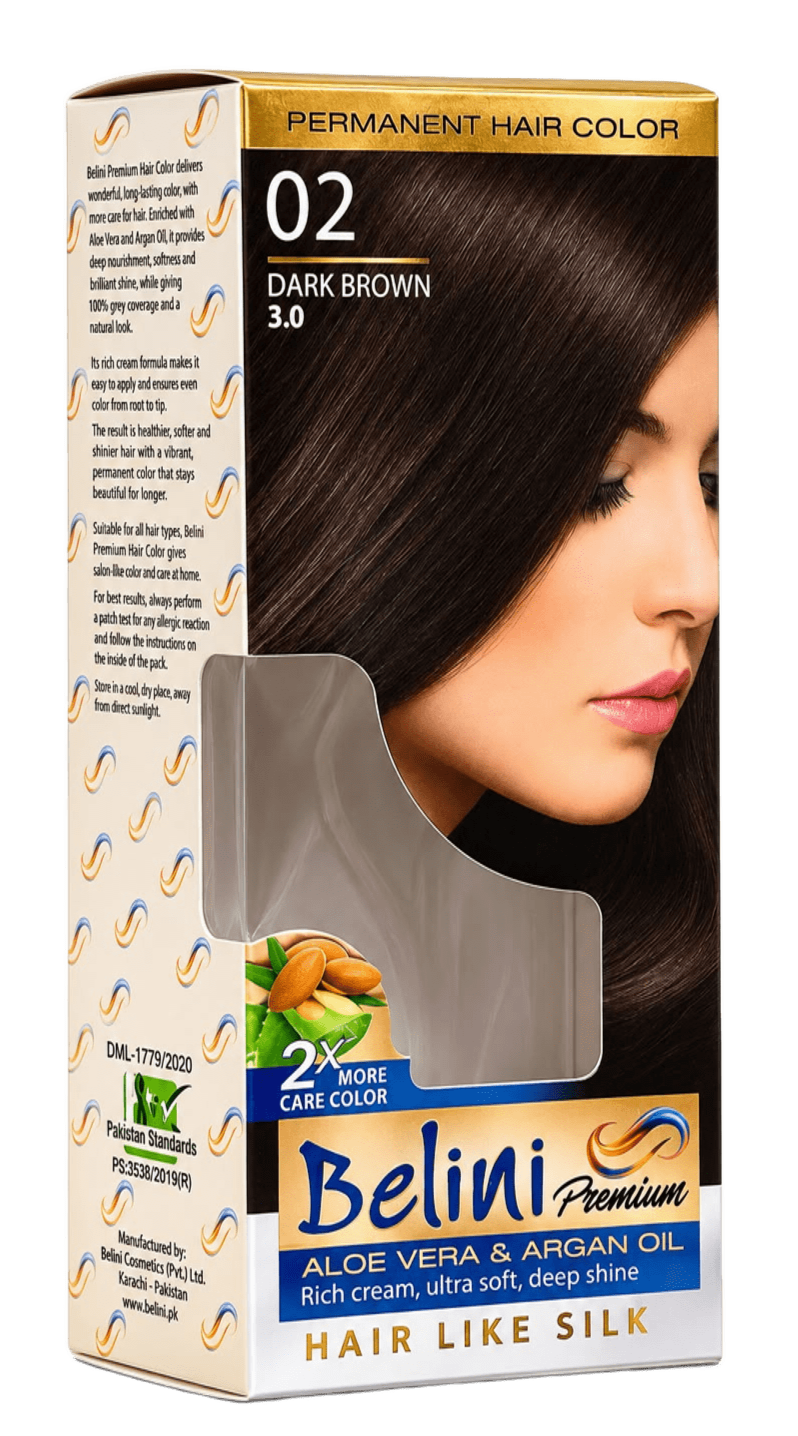 PERMANENT HAIR COLOR
02
DARK BROWN
3.0
Belini Premium Hair Color delivers
wonderful, long-lasting color, with
more care for hair. Enriched with
Aloe Vera and Argan Oil, it provides
deep nourishment, softness and
brilliant shine, while giving
100% grey coverage and a
natural look.
Its rich cream formula makes it
easy to apply and ensures even
color from root to tip.
The result is healthier, softer and
shinier hair with a vibrant,
permanent color that stays
beautiful for longer.
Suitable for all hair types, Belini
Premium Hair Color gives
salon-like color and care at home.
For best results, always perform
a patch test for any allergic reaction
and follow the instructions on
the inside of the pack.
Store in a cool, dry place, away
from direct sunlight.
DML-1779/2020
Pakistan Standards
PS:3538/2019(R)
Manufactured by:
Belini Cosmetics (Pvt.) Ltd.
Karachi - Pakistan
www.belini.pk
2X MORE
CARE COLOR
Belini Premium
ALOE VERA & ARGAN OIL
Rich cream, ultra soft, deep shine
HAIR LIKE SILK